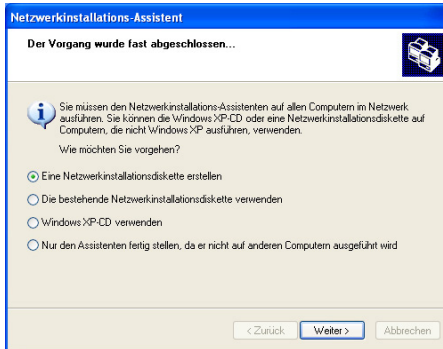 Netzwerkinstallations-Assistent
Der Vorgang wurde fast abgeschlossen...
Sie müssen den Netzwerkinstallations-Assistenten auf allen Computern im Netzwerk
ausführen. Sie können die Windows XP-CD oder eine Netzwerkinstallationsdiskette auf
Computern, die nicht Windows XP ausführen, verwenden.
Wie möchten Sie vorgehen?
Eine Netzwerkinstallationsdiskette erstellen
Die bestehende Netzwerkinstallationsdiskette verwenden
Windows XP-CD verwenden
Nur den Assistenten fertig stellen, da er nicht auf anderen Computern ausgeführt wird
< Zurück Weiter > Abbrechen